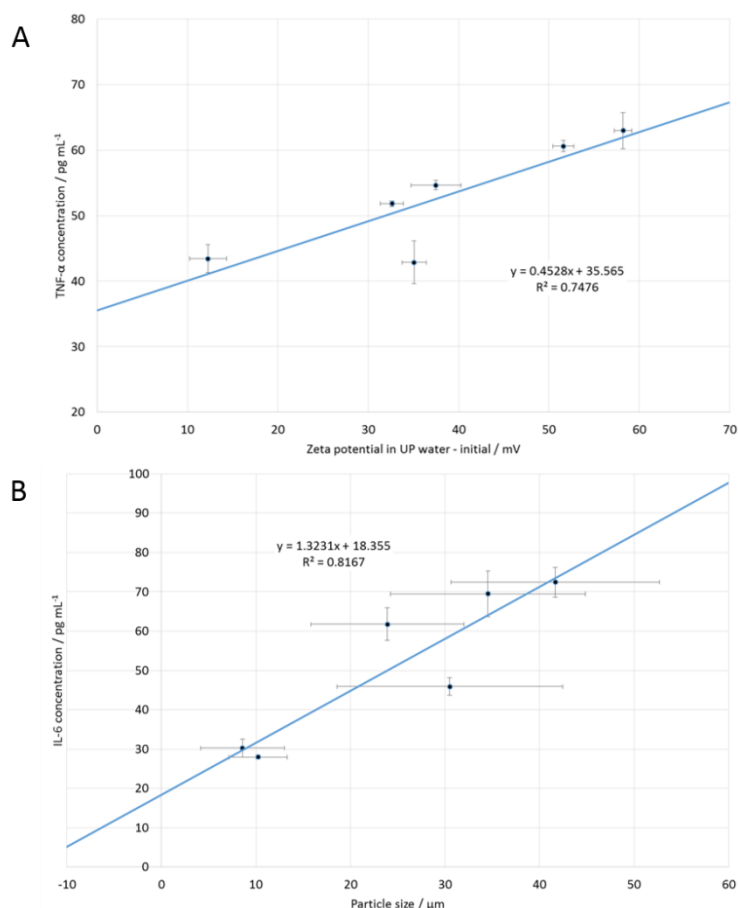 A
80
70
60
50
40
30
20
TNF-α concentration / pg mL⁻¹
y = 0.4528x + 35.565
R² = 0.7476
0 10 20 30 40 50 60 70
Zeta potential in UP water - initial / mV
B
100
90
80
70
60
50
40
30
20
10
0
IL-6 concentration / pg mL⁻¹
y = 1.3231x + 18.355
R² = 0.8167
-10 0 10 20 30 40 50 60
Particle size / µm